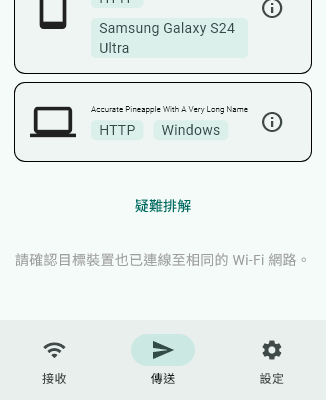 Samsung Galaxy S24
Ultra
Accurate Pineapple With A Very Long Name
HTTP Windows
疑難排解
請確認目標裝置也已連線至相同的 Wi-Fi 網路。
接收 傳送 設定